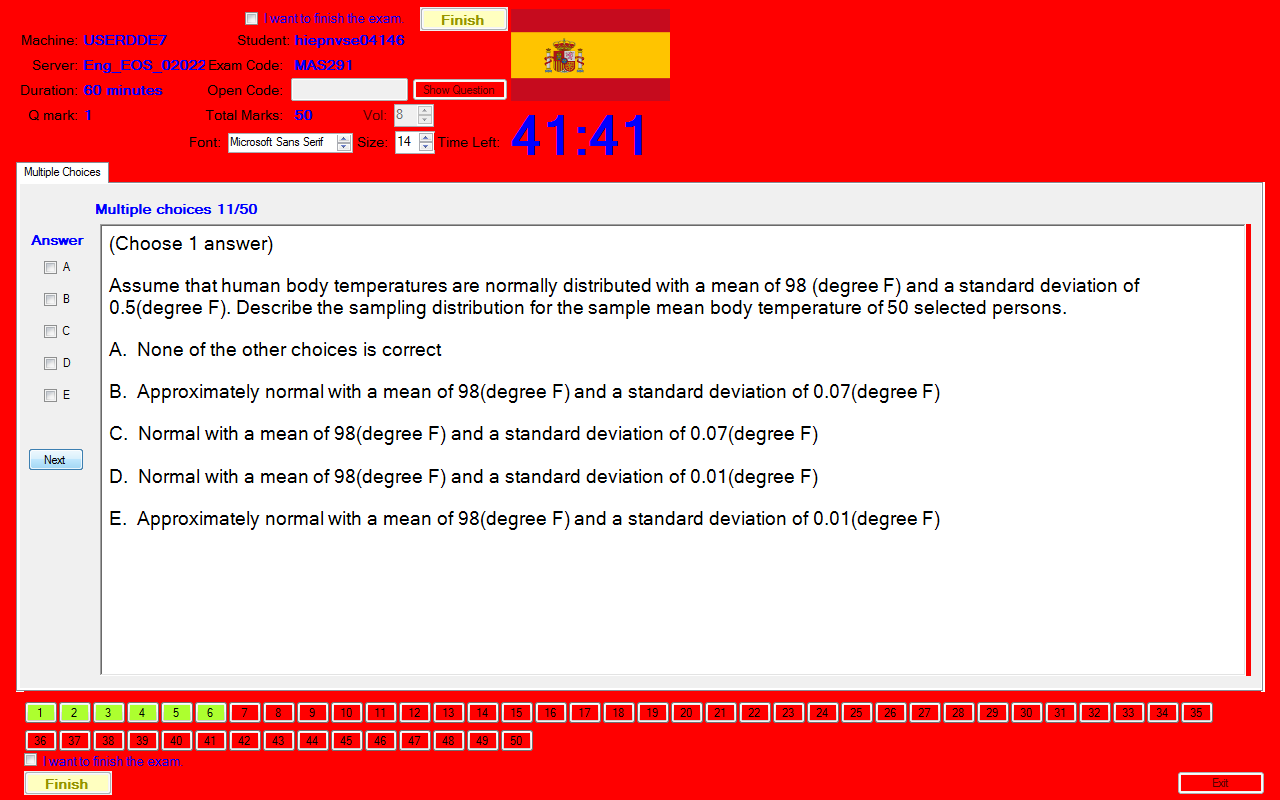 I want to finish the exam.
Finish
Machine: USERDDE7 Student: hiepnvse04146
Server: Eng_EOS_02022 Exam Code: MAS291
Duration: 60 minutes Open Code: Show Question
Q mark: 1 Total Marks: 50 Vol: 8
Font: Microsoft Sans Serif Size: 14 Time Left: 41:41
Multiple Choices
Multiple choices 11/50
Answer
A
B
C
D
E
Next
(Choose 1 answer)
Assume that human body temperatures are normally distributed with a mean of 98 (degree F) and a standard deviation of
0.5(degree F). Describe the sampling distribution for the sample mean body temperature of 50 selected persons.
A. None of the other choices is correct
B. Approximately normal with a mean of 98(degree F) and a standard deviation of 0.07(degree F)
C. Normal with a mean of 98(degree F) and a standard deviation of 0.07(degree F)
D. Normal with a mean of 98(degree F) and a standard deviation of 0.01(degree F)
E. Approximately normal with a mean of 98(degree F) and a standard deviation of 0.01(degree F)
1 2 3 4 5 6 7 8 9 10 11 12 13 14 15 16 17 18 19 20 21 22 23 24 25 26 27 28 29 30 31 32 33 34 35
36 37 38 39 40 41 42 43 44 45 46 47 48 49 50
I want to finish the exam.
Finish
Exit